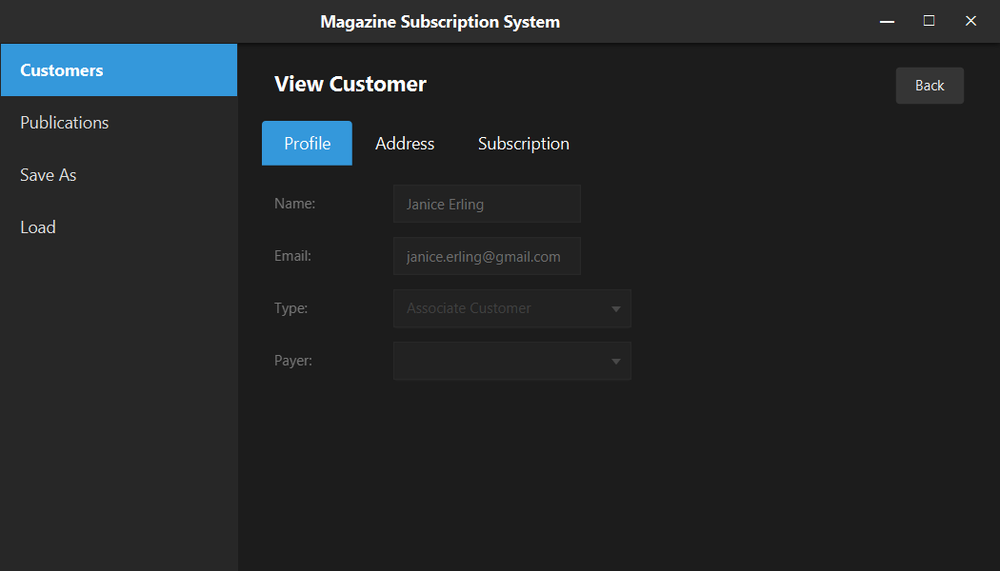 Magazine Subscription System
Customers
Publications
Save As
Load
View Customer
Back
Profile
Address
Subscription
Name:
Janice Erling
Email:
janice.erling@gmail.com
Type:
Associate Customer
Payer: